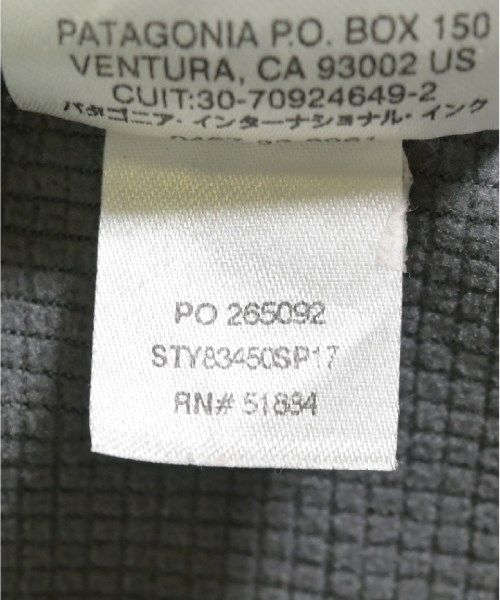 PATAGONIA P.O. BOX 150
VENTURA, CA 93002 US
CUIT:30-70924649-2
パタゴニア・インターナショナル・インク
PO 265092
STY83450SP17
RN# 51884